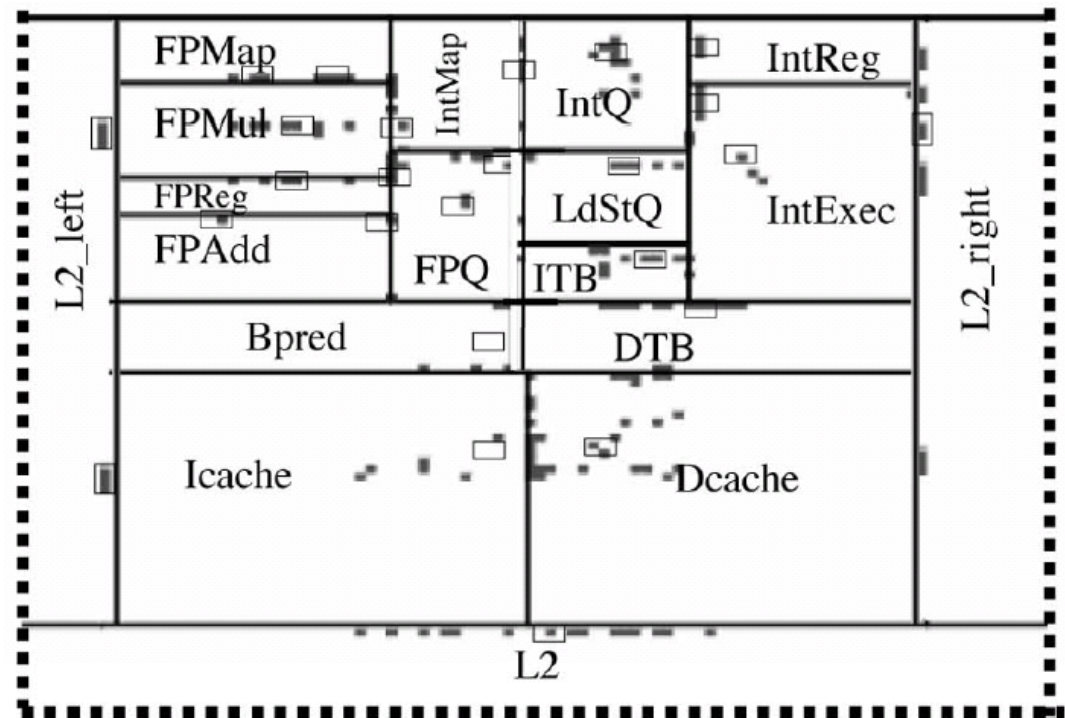 FPMap
IntMap
IntQ
IntReg
FPMul
FPReg
FPAdd
FPQ
LdStQ
ITB
IntExec
L2_left
L2_right
Bpred
DTB
Icache
Dcache
L2